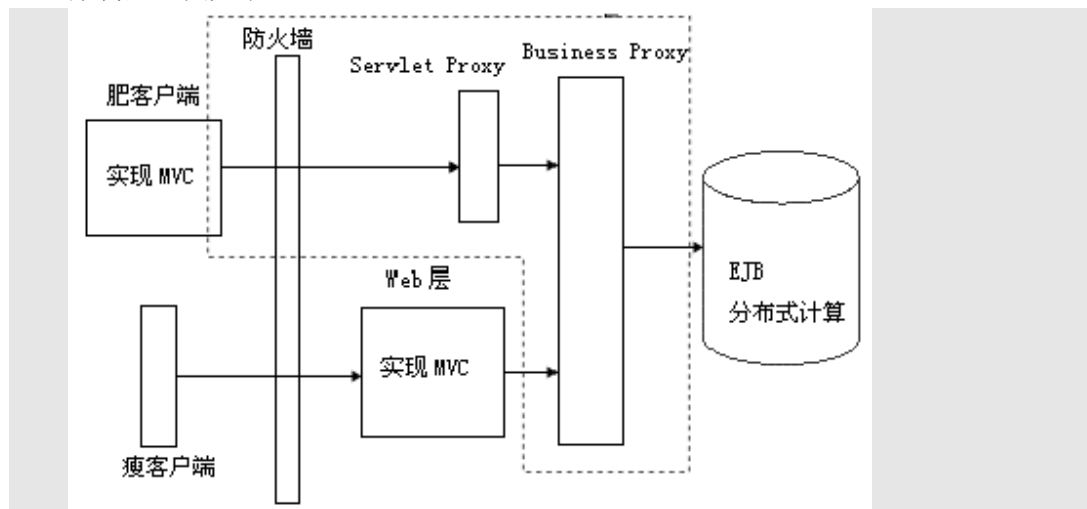 防火墙
Servlet Proxy
Business Proxy
肥客户端
实现 MVC
Web 层
EJB
分布式计算
实现 MVC
瘦客户端